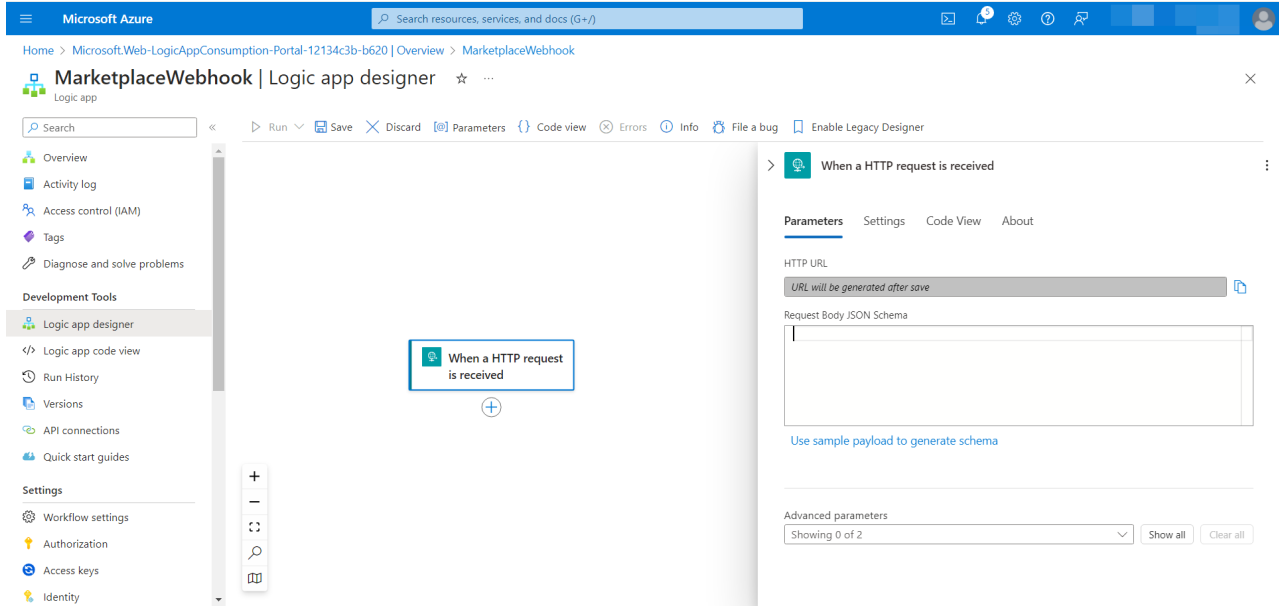 Microsoft Azure
Search resources, services, and docs (G+/)
5
Home > Microsoft.Web-LogicAppConsumption-Portal-12134c3b-b620 | Overview > MarketplaceWebhook
MarketplaceWebhook | Logic app designer
Logic app
Search
Run
Save
Discard
[@] Parameters
{} Code view
Errors
Info
File a bug
Enable Legacy Designer
Overview
Activity log
Access control (IAM)
Tags
Diagnose and solve problems
Development Tools
Logic app designer
Logic app code view
Run History
Versions
API connections
Quick start guides
Settings
Workflow settings
Authorization
Access keys
Identity
When a HTTP request
is received
When a HTTP request is received
Parameters Settings Code View About
HTTP URL
URL will be generated after save
Request Body JSON Schema
Use sample payload to generate schema
Advanced parameters
Showing 0 of 2
Show all
Clear all